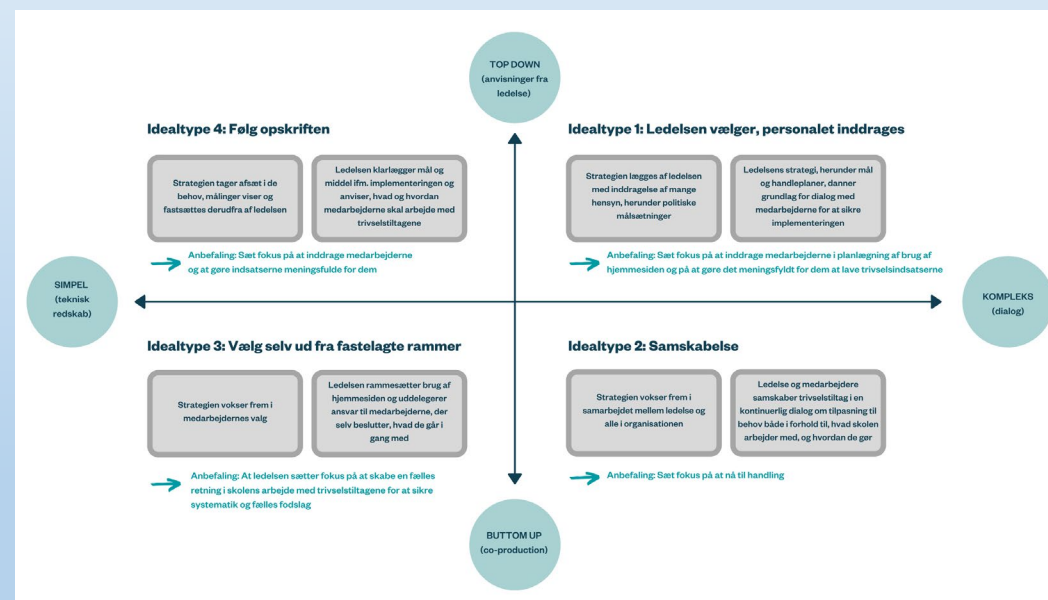 TOP DOWN
(anvisninger fra
ledelse)
Idealtype 4: Følg opskriften
Strategien tager afsæt i de
behov, målinger viser og
fastsættes derudfra af ledelsen
Ledelsen klarlægger mål og
middel ifm. implementeringen og
anviser, hvad og hvordan
medarbejderne skal arbejde med
trivselstiltagene
Anbefaling: Sæt fokus på at inddrage medarbejderne
og at gøre indsatserne meningsfulde for dem
Idealtype 1: Ledelsen vælger, personalet inddrages
Strategien lægges af ledelsen
med inddragelse af mange
hensyn, herunder politiske
målsætninger
Ledelsens strategi, herunder mål
og handleplaner, danner
grundlag for dialog med
medarbejderne for at sikre
implementeringen
Anbefaling: Sæt fokus på at inddrage medarbejderne i planlægning af brug af
hjemmesiden og på at gøre det meningsfyldt for dem at lave trivselsindsatserne
SIMPEL
(teknisk
redskab)
KOMPLEKS
(dialog)
Idealtype 3: Vælg selv ud fra fastelagte rammer
Strategien vokser frem i
medarbejdernes valg
Ledelsen rammesætter brug af
hjemmesiden og uddelegerer
ansvar til medarbejderne, der
selv beslutter, hvad de går i
gang med
Anbefaling: At ledelsen sætter fokus på at skabe en fælles
retning i skolens arbejde med trivselstiltagene for at sikre
systematik og fælles fodslag
Idealtype 2: Samskabelse
Strategien vokser frem i
samarbejdet mellem ledelse og
alle i organisationen
Ledelse og medarbejdere
samskaber trivselstiltag i en
kontinuerlig dialog om tilpasning til
behov både i forhold til, hvad skolen
arbejder med, og hvordan de gør
Anbefaling: Sæt fokus på at nå til handling
BUTTOM UP
(co-production)